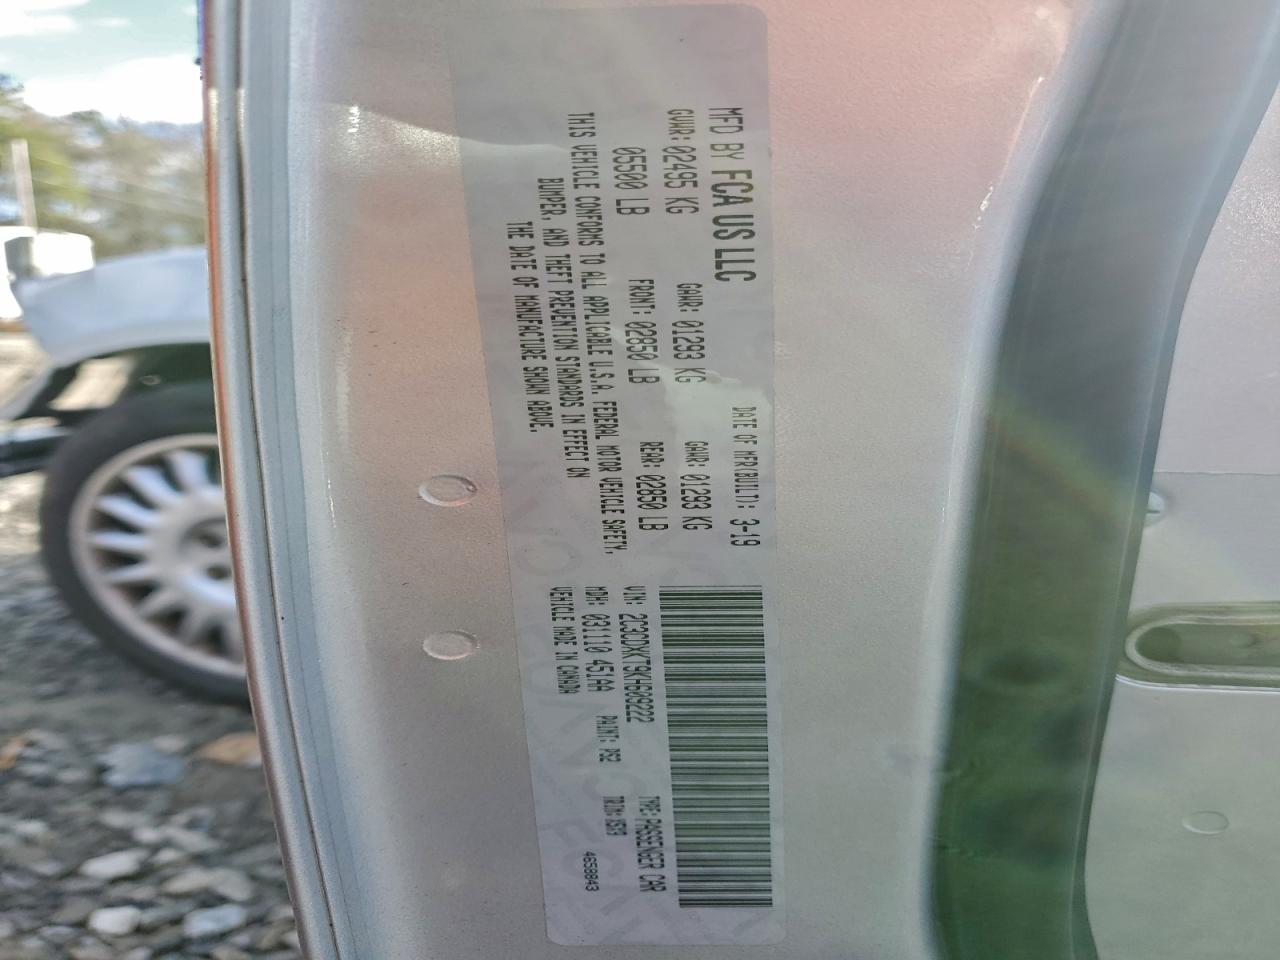 MFD BY FCA US LLC
DATE OF MFR(BUILT): 3-19
GVWR: 02495 KG GAWR: 01293 KG GAWR: 01293 KG
05500 LB FRONT: 02850 LB REAR: 02850 LB
THIS VEHICLE CONFORMS TO ALL APPLICABLE U.S.A. FEDERAL MOTOR VEHICLE SAFETY,
BUMPER, AND THEFT PREVENTION STANDARDS IN EFFECT ON
THE DATE OF MANUFACTURE SHOWN ABOVE.
VIN: 2C3CDXKT9KH609222 TYPE: PASSENGER CAR
MDH: 031110 451AA PAINT: PS2 TRIM:
VEHICLE MADE IN CANADA 4658843